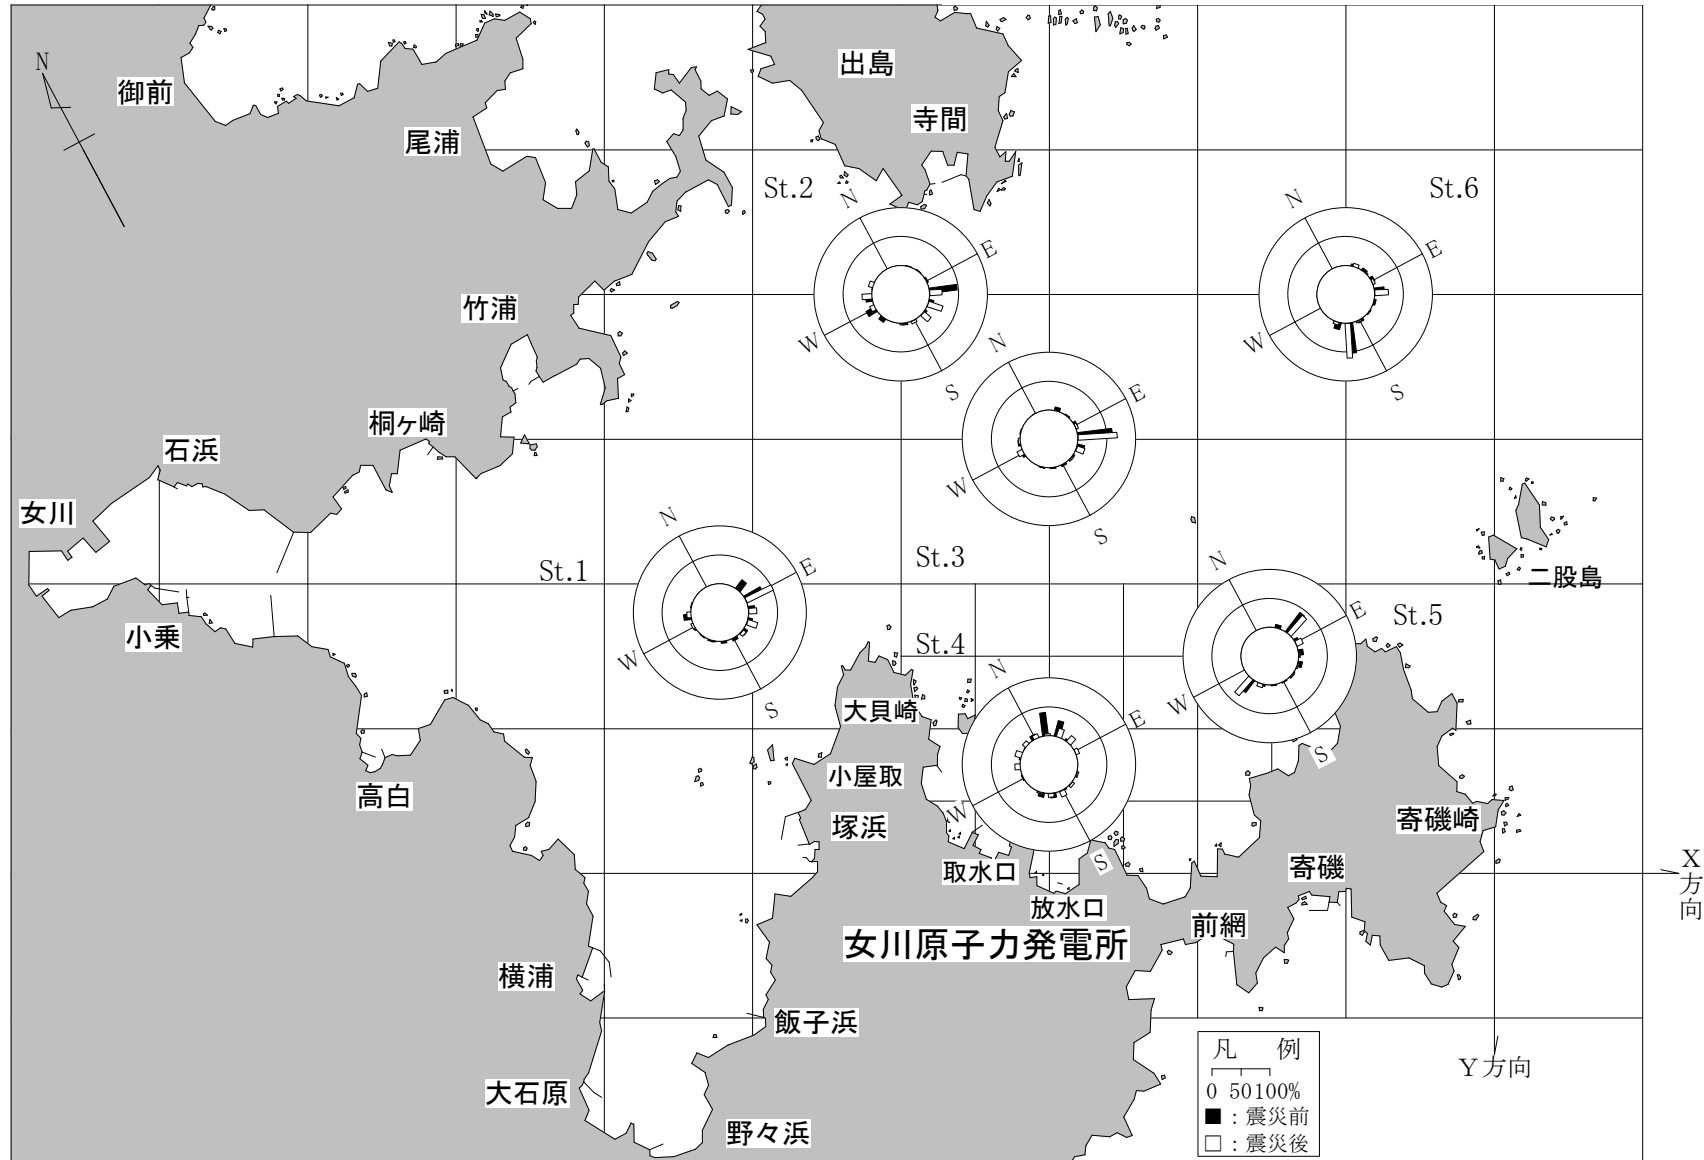 N
御前
尾浦
出島
寺間
St.2
N
E
W
S
St.6
N
E
W
S
竹浦
桐ヶ崎
石浜
女川
小乗
N
E
W
S
St.3
St.1
N
E
W
S
二股島
St.5
N
E
W
S
St.4
N
E
W
S
大貝崎
小屋取
塚浜
高白
取水口
放水口
女川原子力発電所
寄磯崎
寄磯
前網
X方向
横浦
飯子浜
大石原
野々浜
Y方向
凡 例
0 50100%
■:震災前
□:震災後